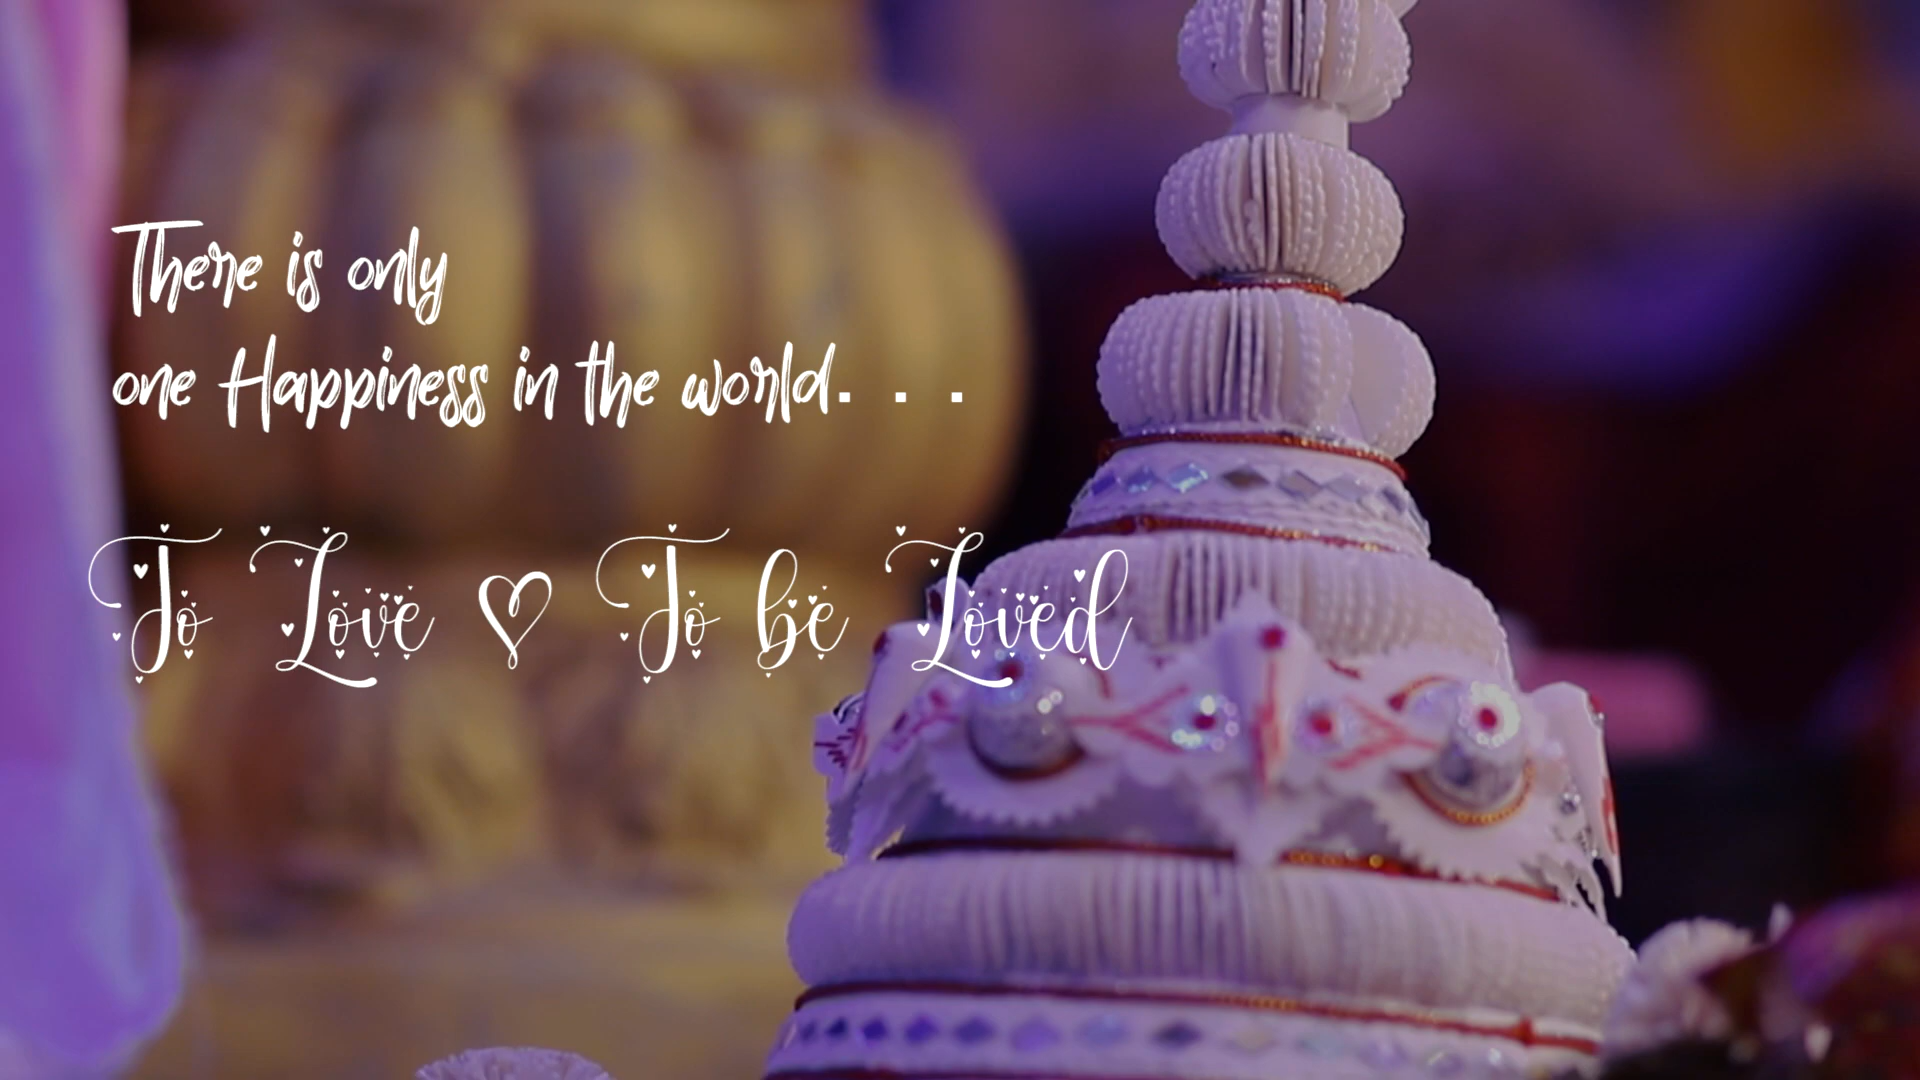 There is only
one Happiness in the world. . .
To Love ♡ To be Loved